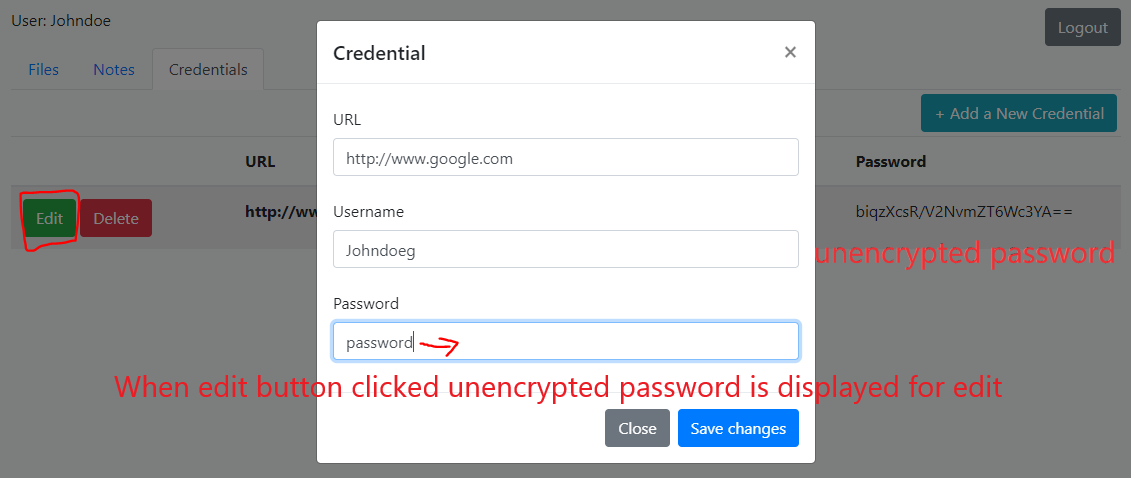 User: Johndoe
Logout
Files Notes Credentials
Credential ×
+ Add a New Credential
URL
http://www.google.com
URL
Password
Edit Delete
http://ww
Username
biqzXcsR/V2NvmZT6Wc3YA==
Johndoeg
unencrypted password
Password
password
When edit button clicked unencrypted password is displayed for edit
Close Save changes